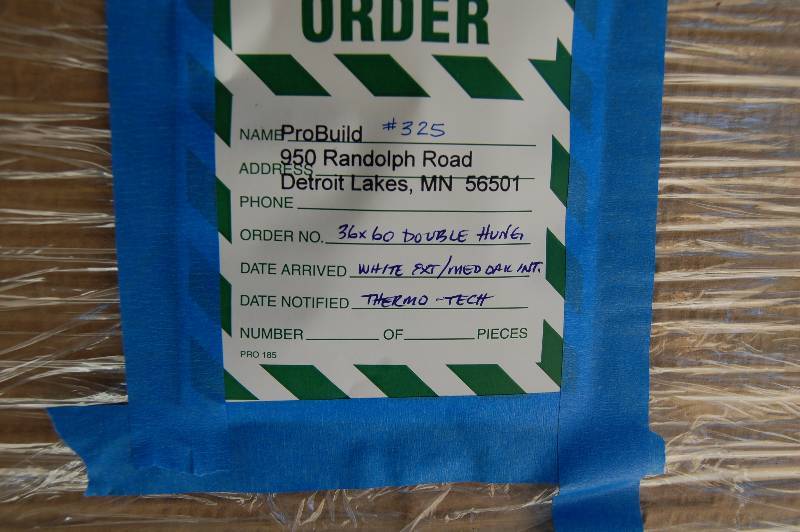 ORDER
NAME ProBuild #325
950 Randolph Road
ADDRESS
Detroit Lakes, MN 56501
PHONE
ORDER NO. 36x60 DOUBLE HUNG
DATE ARRIVED WHITE EXT/MED OAK INT.
DATE NOTIFIED THERMO-TECH
NUMBER OF PIECES
PRO 185